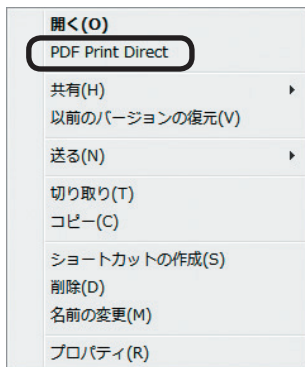 開く(O)
PDF Print Direct
共有(H)
以前のバージョンの復元(V)
送る(N)
切り取り(T)
コピー(C)
ショートカットの作成(S)
削除(D)
名前の変更(M)
プロパティ(R)